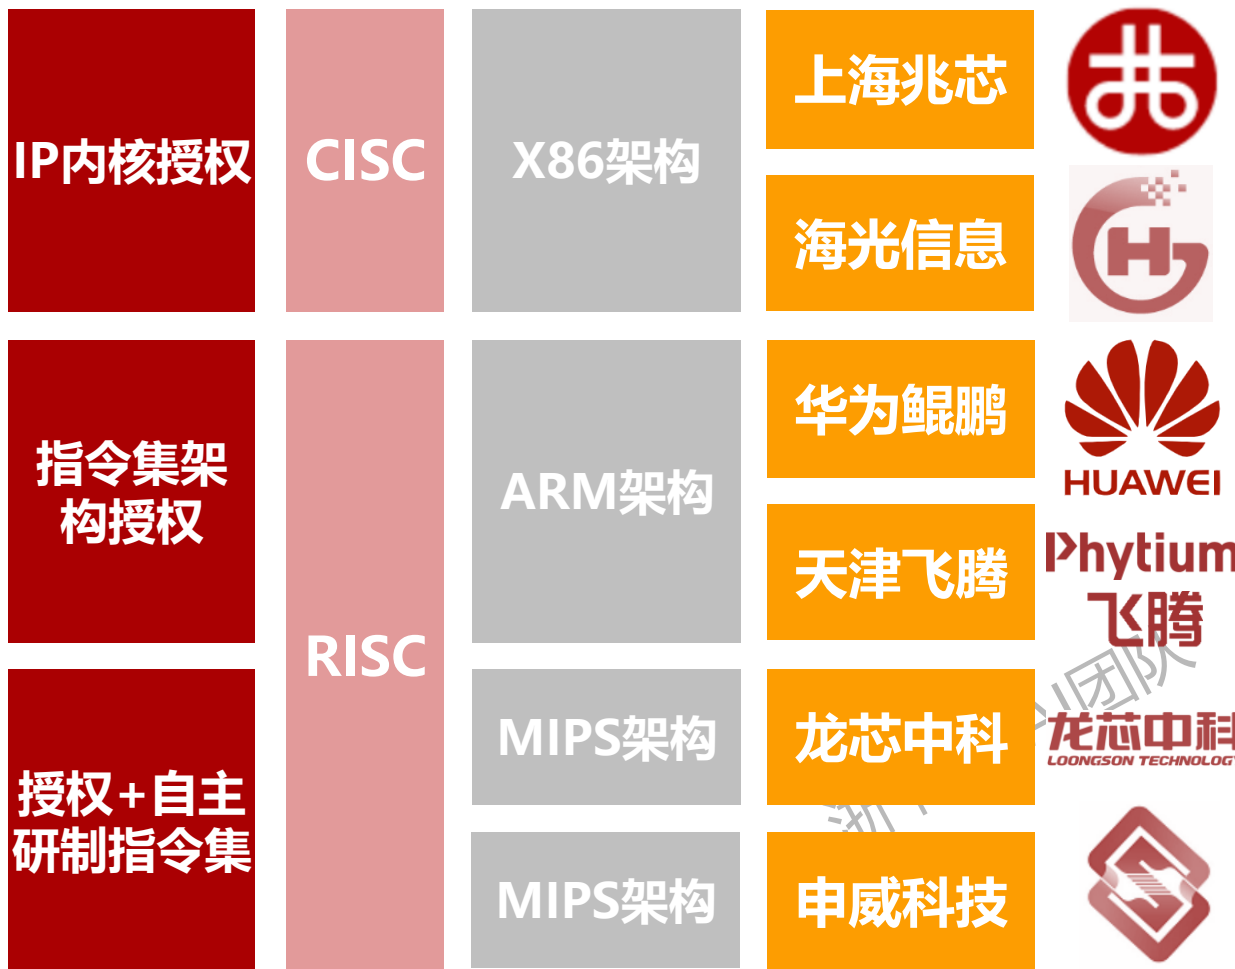 IP内核授权
CISC
X86架构
上海兆芯
海光信息
指令集架
构授权
RISC
ARM架构
华为鲲鹏
HUAWEI
天津飞腾
Phytium
飞腾
授权+自主
研制指令集
MIPS架构
龙芯中科
龙芯中科
LOONGSON TECHNOLOGY
MIPS架构
申威科技
团队